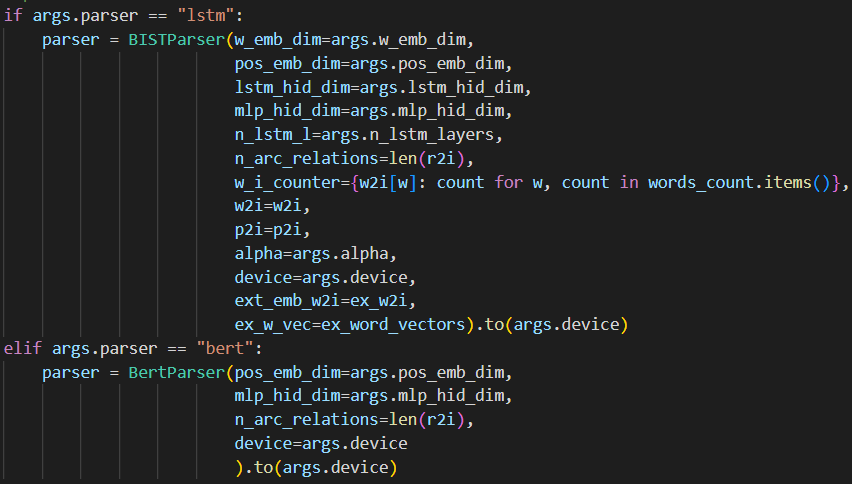 if args.parser == "lstm":
    parser = BISTParser(w_emb_dim=args.w_emb_dim,
                        pos_emb_dim=args.pos_emb_dim,
                        lstm_hid_dim=args.lstm_hid_dim,
                        mlp_hid_dim=args.mlp_hid_dim,
                        n_lstm_l=args.n_lstm_layers,
                        n_arc_relations=len(r2i),
                        w_i_counter={w2i[w]: count for w, count in words_count.items()},
                        w2i=w2i,
                        p2i=p2i,
                        alpha=args.alpha,
                        device=args.device,
                        ext_emb_w2i=ex_w2i,
                        ex_w_vec=ex_word_vectors).to(args.device)
elif args.parser == "bert":
    parser = BertParser(pos_emb_dim=args.pos_emb_dim,
                        mlp_hid_dim=args.mlp_hid_dim,
                        n_arc_relations=len(r2i),
                        device=args.device
                        ).to(args.device)